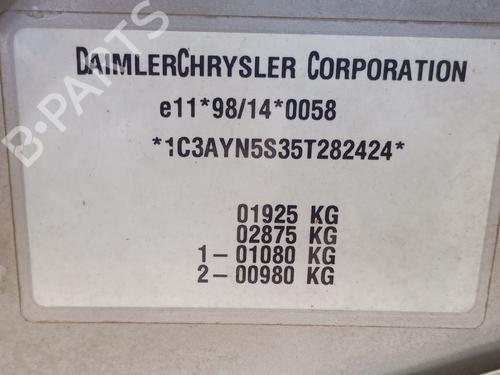 B-PARTS
DAIMLERCHRYSLER CORPORATION
e11*98/14*0058
*1C3AYN5S35T282424*
01925 KG
02875 KG
1-01080 KG
2-00980 KG